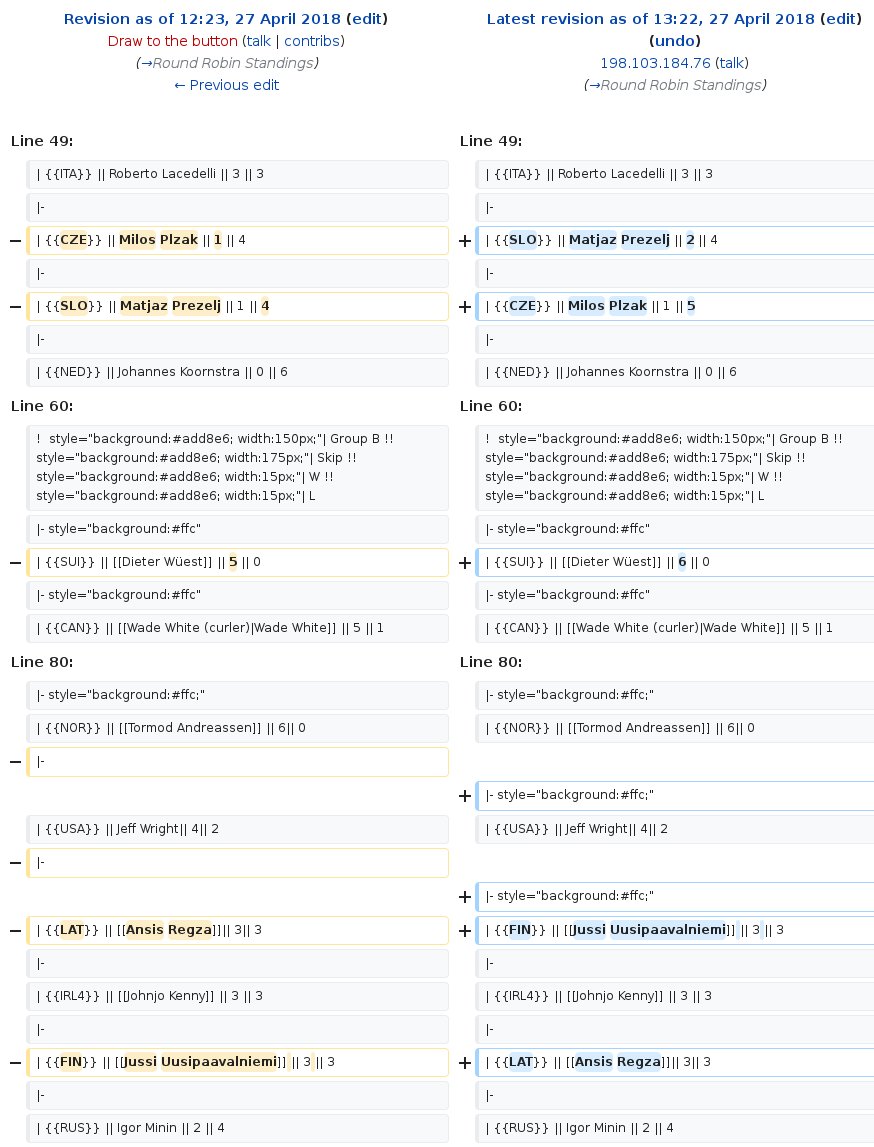 Revision as of 12:23, 27 April 2018 (edit)
Draw to the button (talk | contribs)
(→Round Robin Standings)
← Previous edit
Latest revision as of 13:22, 27 April 2018 (edit)
(undo)
198.103.184.76 (talk)
(→Round Robin Standings)
Line 49:
Line 49:
| {{ITA}} || Roberto Lacedelli || 3 || 3
| {{ITA}} || Roberto Lacedelli || 3 || 3
|-
|-
− | {{CZE}} || Milos Plzak || 1 || 4
+ | {{SLO}} || Matjaz Prezelj || 2 || 4
|-
|-
− | {{SLO}} || Matjaz Prezelj || 1 || 4
+ | {{CZE}} || Milos Plzak || 1 || 5
|-
|-
| {{NED}} || Johannes Koornstra || 0 || 6
| {{NED}} || Johannes Koornstra || 0 || 6
Line 60:
Line 60:
! style="background:#add8e6; width:150px;"| Group B !!
style="background:#add8e6; width:175px;"| Skip !!
style="background:#add8e6; width:15px;"| W !!
style="background:#add8e6; width:15px;"| L
! style="background:#add8e6; width:150px;"| Group B !!
style="background:#add8e6; width:175px;"| Skip !!
style="background:#add8e6; width:15px;"| W !!
style="background:#add8e6; width:15px;"| L
|- style="background:#ffc"
|- style="background:#ffc"
− | {{SUI}} || [[Dieter Wüest]] || 5 || 0
+ | {{SUI}} || [[Dieter Wüest]] || 6 || 0
|- style="background:#ffc"
|- style="background:#ffc"
| {{CAN}} || [[Wade White (curler)|Wade White]] || 5 || 1
| {{CAN}} || [[Wade White (curler)|Wade White]] || 5 || 1
Line 80:
Line 80:
|- style="background:#ffc;"
|- style="background:#ffc;"
| {{NOR}} || [[Tormod Andreassen]] || 6|| 0
| {{NOR}} || [[Tormod Andreassen]] || 6|| 0
− |-
+ |- style="background:#ffc;"
| {{USA}} || Jeff Wright|| 4|| 2
| {{USA}} || Jeff Wright|| 4|| 2
− |-
+ |- style="background:#ffc;"
− | {{LAT}} || [[Ansis Regza]]|| 3|| 3
+ | {{FIN}} || [[Jussi Uusipaavalniemi]] || 3 || 3
|-
|-
| {{IRL4}} || [[Johnjo Kenny]] || 3 || 3
| {{IRL4}} || [[Johnjo Kenny]] || 3 || 3
|-
|-
− | {{FIN}} || [[Jussi Uusipaavalniemi]] || 3 || 3
+ | {{LAT}} || [[Ansis Regza]]|| 3|| 3
|-
|-
| {{RUS}} || Igor Minin || 2 || 4
| {{RUS}} || Igor Minin || 2 || 4